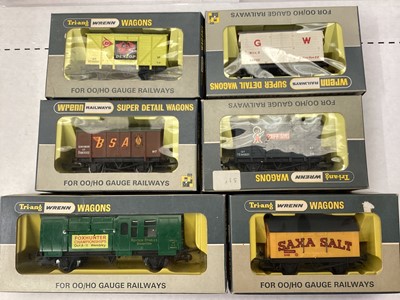 Triang WRENN WAGONS
DUNLOP
FOR OO/HO GAUGE RAILWAYS
FOR OO/HO GAUGE RAILWAYS
G W
Wrenn RAILWAYS SUPER DETAIL WAGONS
Wrenn RAILWAYS SUPER DETAIL WAGONS
BSA
FOR OO/HO GAUGE RAILWAYS
FOR OO/HO GAUGE RAILWAYS
Triang WRENN WAGONS
Triang WRENN WAGONS
FOXHUNTER
CHAMPIONSHIPS
FOR OO/HO GAUGE RAILWAYS
Triang WRENN WAGONS
SAXA SALT
FOR OO/HO GAUGE RAILWAYS